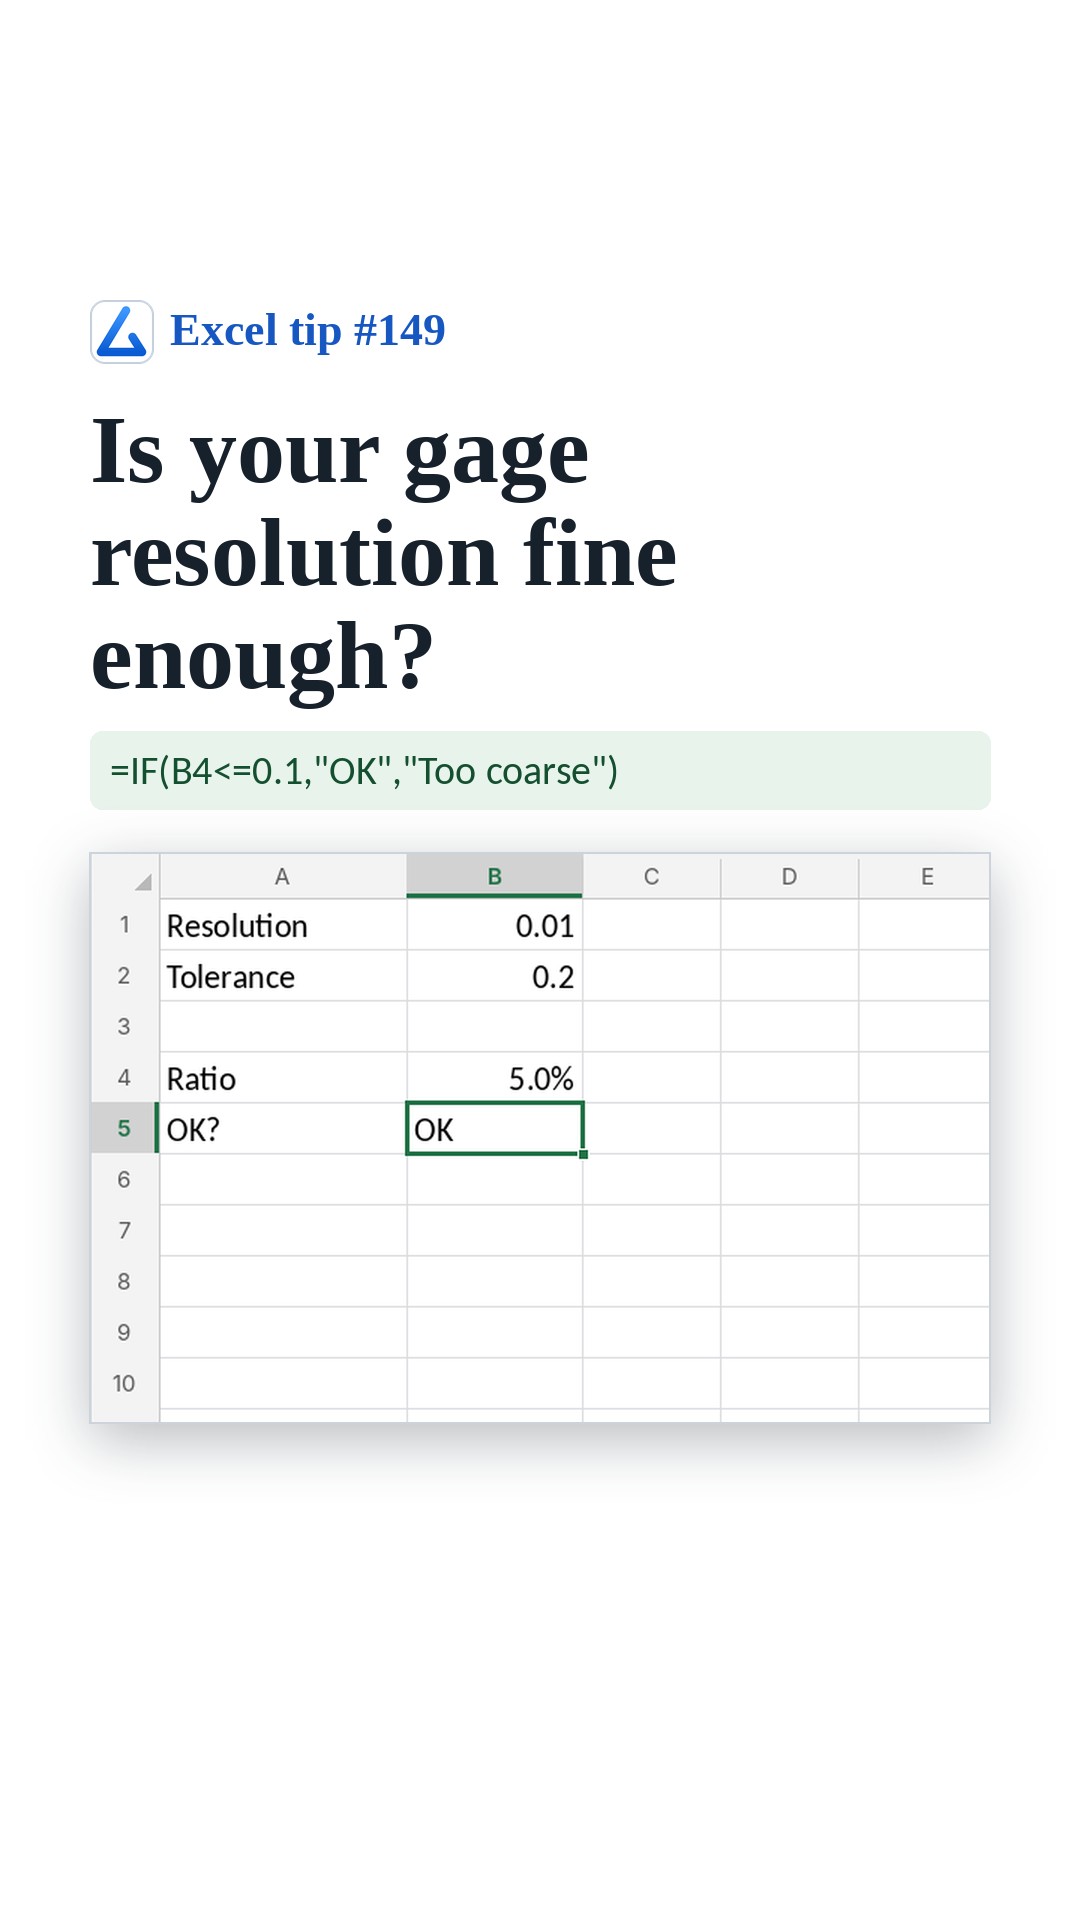 Excel tip #149
Is your gage
resolution fine
enough?
=IF(B4<=0.1,"OK","Too coarse")
A B C D E
1 Resolution 0.01
2 Tolerance 0.2
3
4 Ratio 5.0%
5 OK? OK
6
7
8
9
10